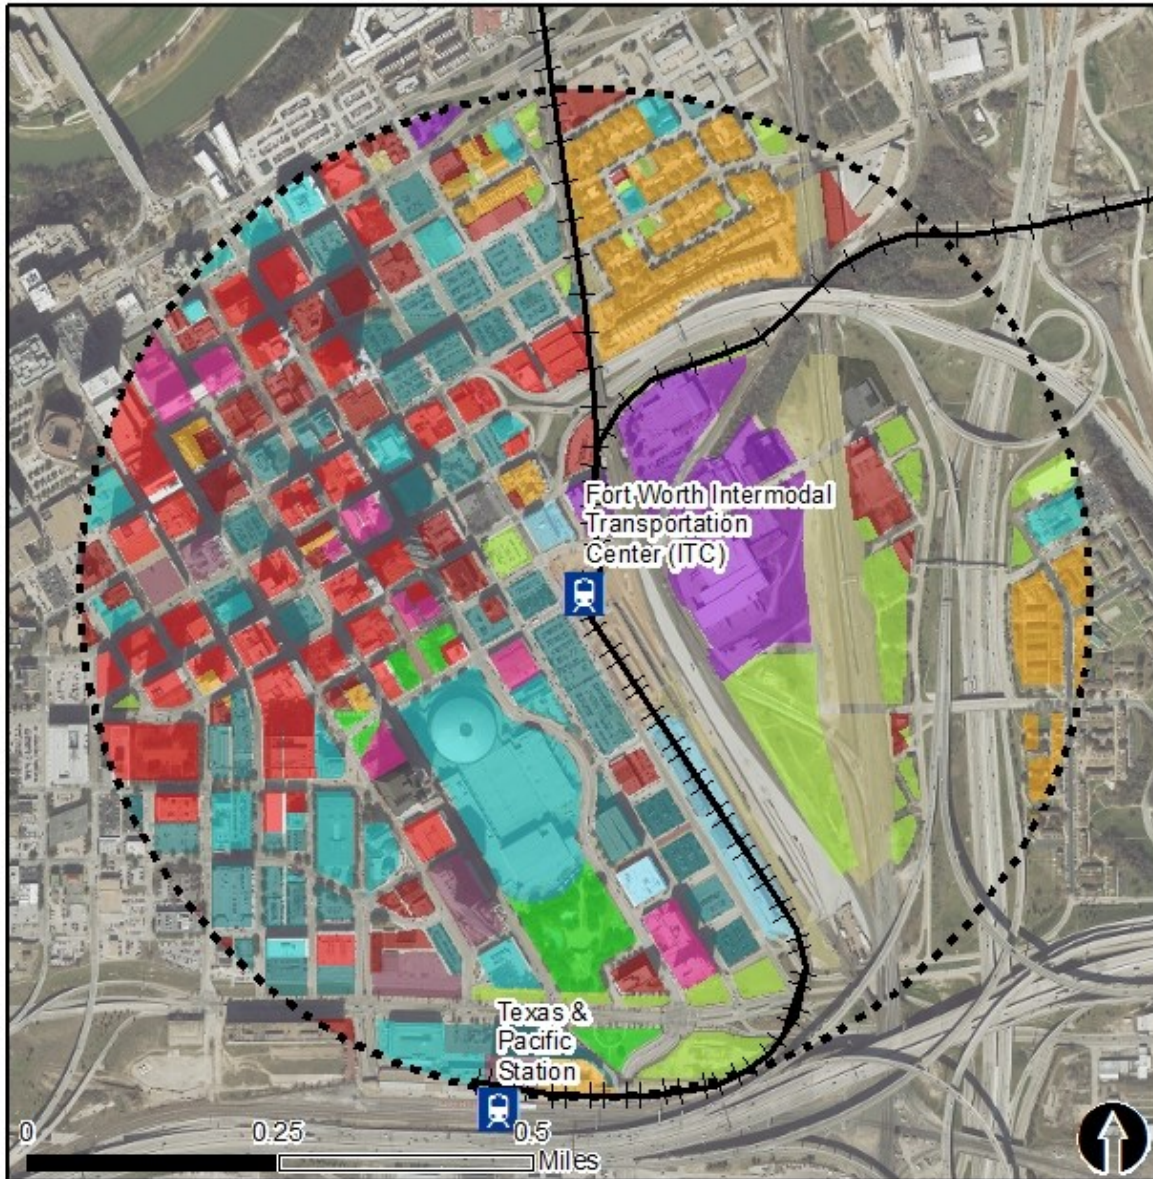 Fort Worth Intermodal
Transportation
Center (ITC)
Texas &
Pacific
Station
0 0.25 0.5
Miles